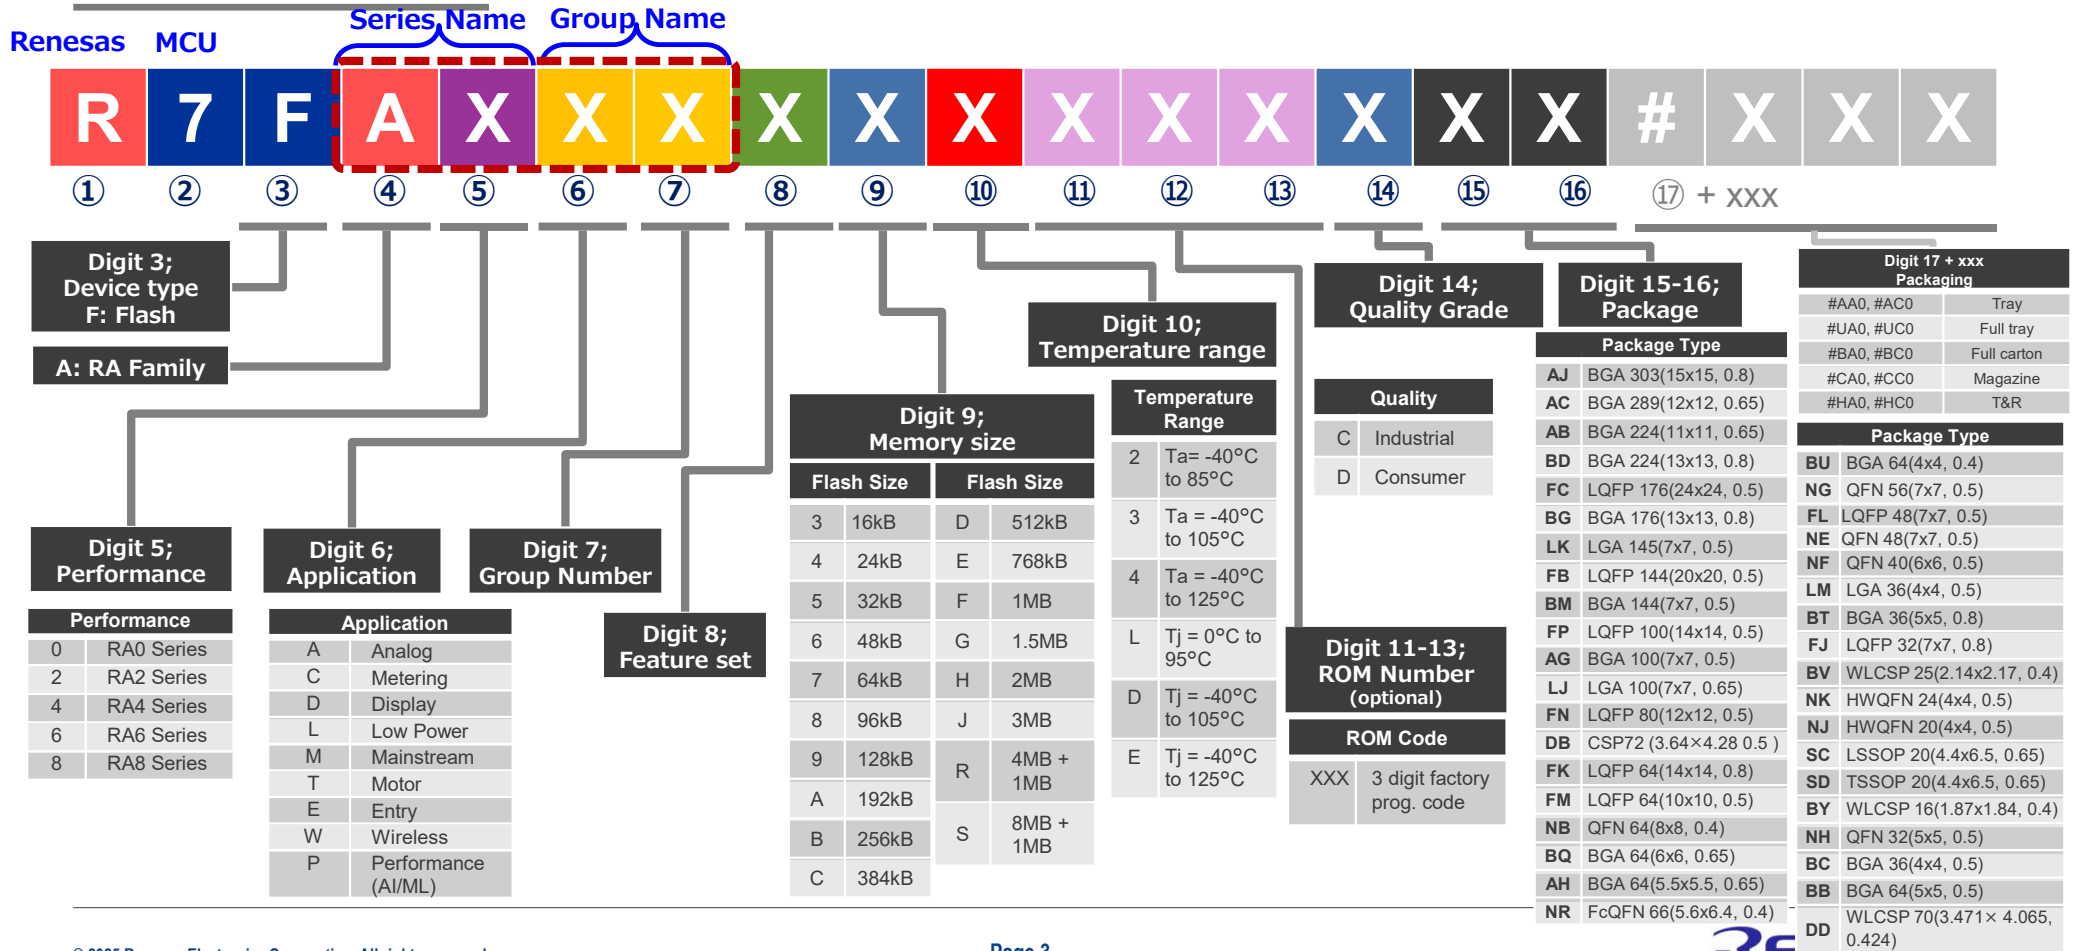 Series Name Group Name
Renesas MCU
R 7 F A X X X X X X X X X X X X # X X X
① ② ③ ④ ⑤ ⑥ ⑦ ⑧ ⑨ ⑩ ⑪ ⑫ ⑬ ⑭ ⑮ ⑯ ⑰ + xxx
Digit 3;
Device type
F: Flash
A: RA Family
Digit 5;
Performance
Performance
0 RA0 Series
2 RA2 Series
4 RA4 Series
6 RA6 Series
8 RA8 Series
Digit 6;
Application
Application
A Analog
C Metering
D Display
L Low Power
M Mainstream
T Motor
E Entry
W Wireless
P Performance
(AI/ML)
Digit 7;
Group Number
Digit 8;
Feature set
Digit 9;
Memory size
Flash Size Flash Size
3 16kB D 512kB
4 24kB E 768kB
5 32kB F 1MB
6 48kB G 1.5MB
7 64kB H 2MB
8 96kB J 3MB
9 128kB R 4MB +
1MB
A 192kB
B 256kB S 8MB +
1MB
C 384kB
Digit 10;
Temperature range
Temperature
Range
2 Ta= -40°C
to 85°C
3 Ta = -40°C
to 105°C
4 Ta = -40°C
to 125°C
L Tj = 0°C to
95°C
D Tj = -40°C
to 105°C
E Tj = -40°C
to 125°C
Digit 11-13;
ROM Number
(optional)
ROM Code
XXX 3 digit factory
prog. code
Digit 14;
Quality Grade
Quality
C Industrial
D Consumer
Digit 15-16;
Package
Package Type
AJ BGA 303(15x15, 0.8)
AC BGA 289(12x12, 0.65)
AB BGA 224(11x11, 0.65)
BD BGA 224(13x13, 0.8)
FC LQFP 176(24x24, 0.5)
BG BGA 176(13x13, 0.8)
LK LGA 145(7x7, 0.5)
FB LQFP 144(20x20, 0.5)
BM BGA 144(7x7, 0.5)
FP LQFP 100(14x14, 0.5)
AG BGA 100(7x7, 0.5)
LJ LGA 100(7x7, 0.65)
FN LQFP 80(12x12, 0.5)
DB CSP72 (3.64×4.28 0.5 )
FK LQFP 64(14x14, 0.8)
FM LQFP 64(10x10, 0.5)
NB QFN 64(8x8, 0.4)
BQ BGA 64(6x6, 0.65)
AH BGA 64(5.5x5.5, 0.65)
NR FcQFN 66(5.6x6.4, 0.4)
Digit 17 + xxx
Packaging
#AA0, #AC0 Tray
#UA0, #UC0 Full tray
#BA0, #BC0 Full carton
#CA0, #CC0 Magazine
#HA0, #HC0 T&R
Package Type
BU BGA 64(4x4, 0.4)
NG QFN 56(7x7, 0.5)
FL LQFP 48(7x7, 0.5)
NE QFN 48(7x7, 0.5)
NF QFN 40(6x6, 0.5)
LM LGA 36(4x4, 0.5)
BT BGA 36(5x5, 0.8)
FJ LQFP 32(7x7, 0.8)
BV WLCSP 25(2.14x2.17, 0.4)
NK HWQFN 24(4x4, 0.5)
NJ HWQFN 20(4x4, 0.5)
SC LSSOP 20(4.4x6.5, 0.65)
SD TSSOP 20(4.4x6.5, 0.65)
BY WLCSP 16(1.87x1.84, 0.4)
NH QFN 32(5x5, 0.5)
BC BGA 36(4x4, 0.5)
BB BGA 64(5x5, 0.5)
DD WLCSP 70(3.471× 4.065,
0.424)
Page 3